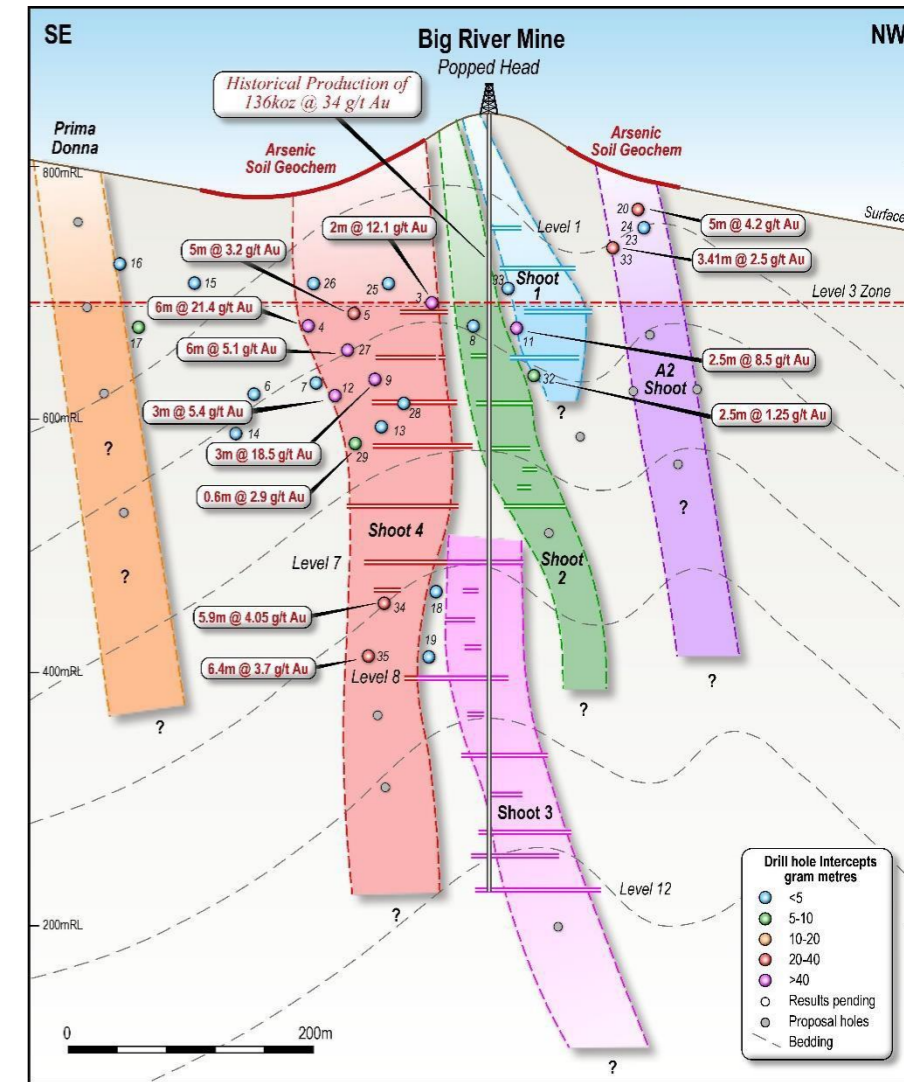 SE
Big River Mine
NW
Popped Head
Historical Production of
136koz @ 34 g/t Au
Prima
Donna
Arsenic
Soil Geochem
Arsenic
Soil Geochem
800mRL
Surface
2m @ 12.1 g/t Au
Level 1
20
5m @ 4.2 g/t Au
24
23
5m @ 3.2 g/t Au
33
3.41m @ 2.5 g/t Au
16
15
26
25
33
Shoot
1
3
Level 3 Zone
6m @ 21.4 g/t Au
5
17
4
8
11
6m @ 5.1 g/t Au
27
2.5m @ 8.5 g/t Au
A2
Shoot
6
7
12
9
32
3m @ 5.4 g/t Au
28
?
2.5m @ 1.25 g/t Au
600mRL
14
13
?
3m @ 18.5 g/t Au
29
0.6m @ 2.9 g/t Au
?
Shoot 4
Level 7
Shoot
2
?
5.9m @ 4.05 g/t Au
34
18
6.4m @ 3.7 g/t Au
35
19
400mRL
Level 8
?
?
?
Shoot 3
Level 12
?
200mRL
?
0
200m
Drill hole Intercepts
gram metres
<5
5-10
10-20
20-40
>40
Results pending
Proposal holes
Bedding